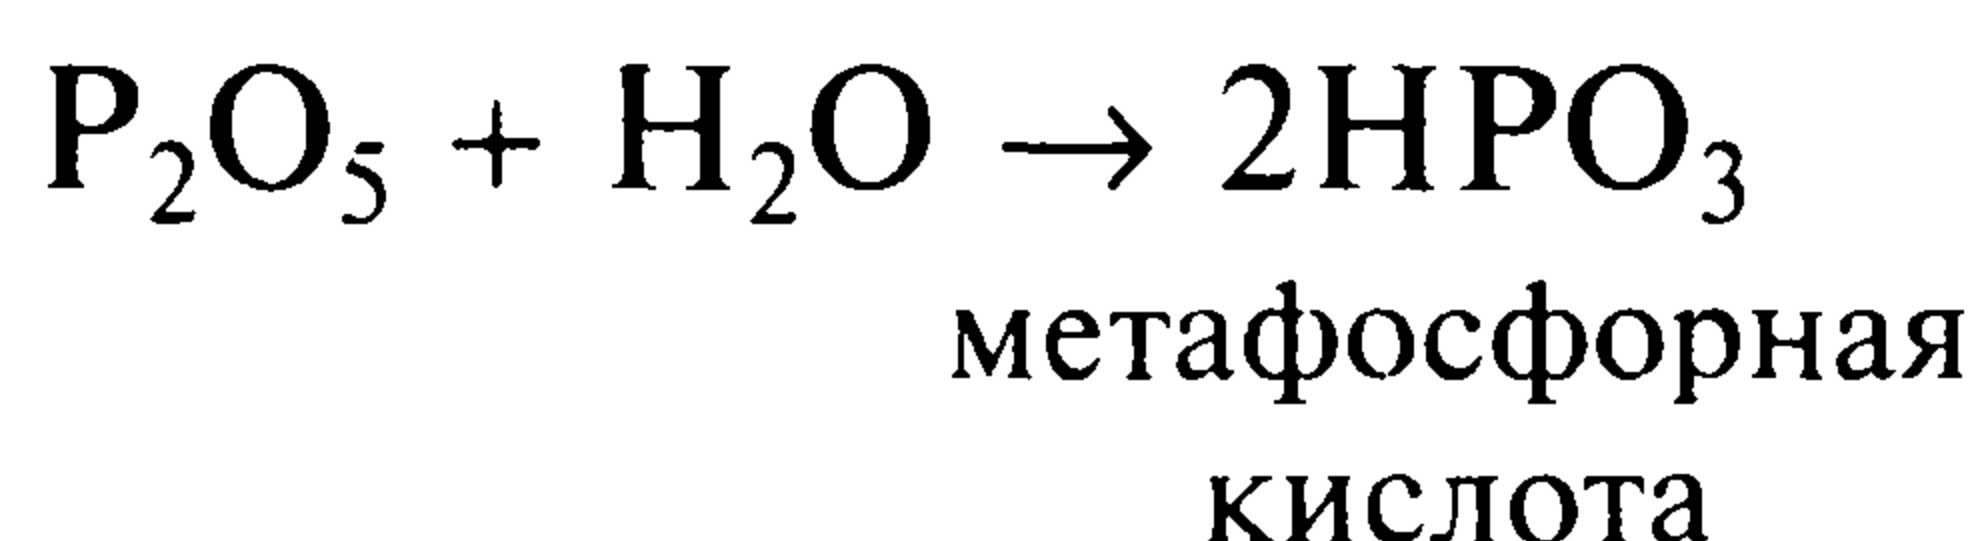 P₂O₅ + H₂O → 2HPO₃
метафосфорная
кислота